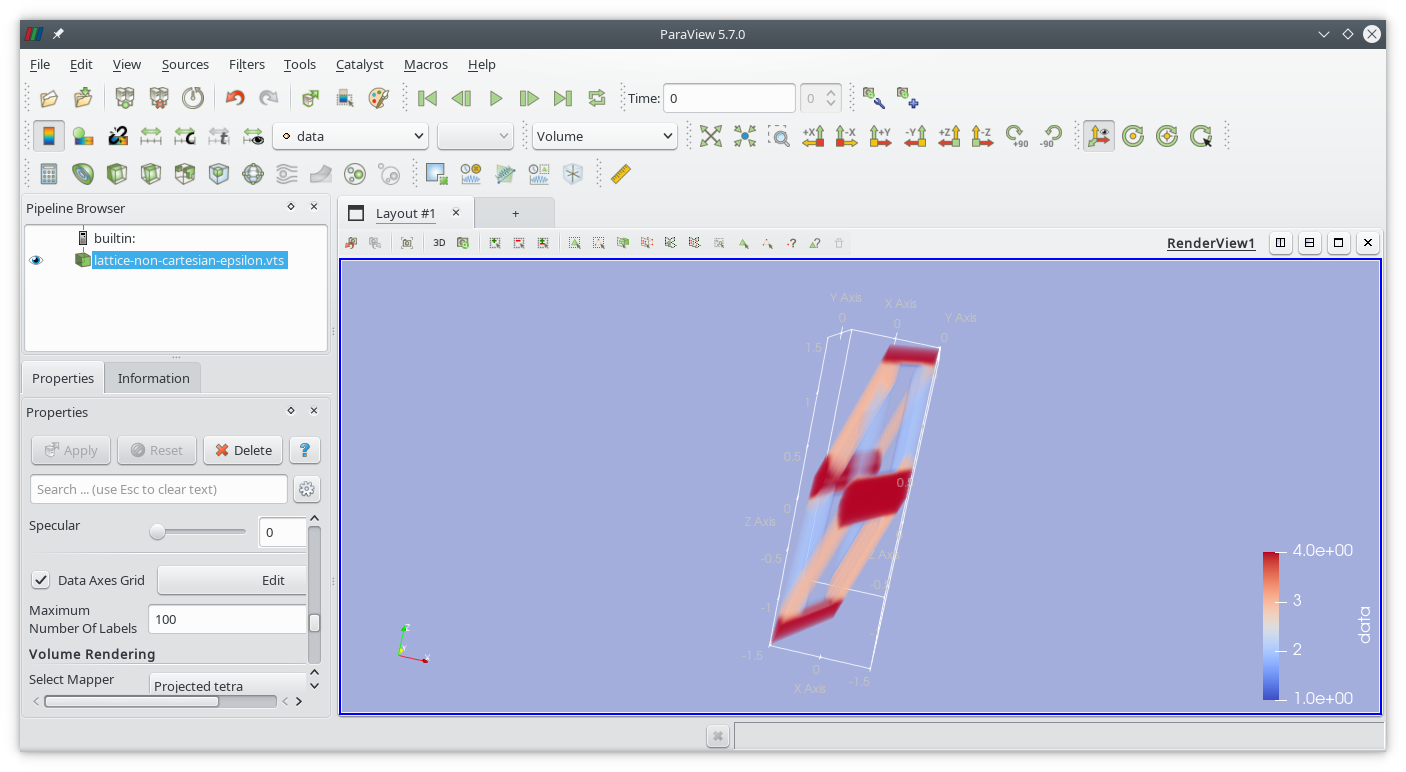 ParaView 5.7.0
File Edit View Sources Filters Tools Catalyst Macros Help
Time: 0 0
data Volume +X -X +Y -Y +Z -Z +90 -90
Pipeline Browser
builtin:
lattice-non-cartesian-epsilon.vts
Properties Information
Properties
Apply Reset Delete ?
Search ... (use Esc to clear text)
Specular 0
Data Axes Grid Edit
Maximum
Number Of Labels 100
Volume Rendering
Select Mapper Projected tetra
Layout #1 +
3D RenderView1
Y Axis X Axis Y Axis
0 0 0
1.5
1
0.5
0
Z Axis
-0.5
-1
-1.5
0
X Axis
-1.5
Z Axis
-0.5
4.0e+00
3
2
1.0e+00
data
Z
Y
X